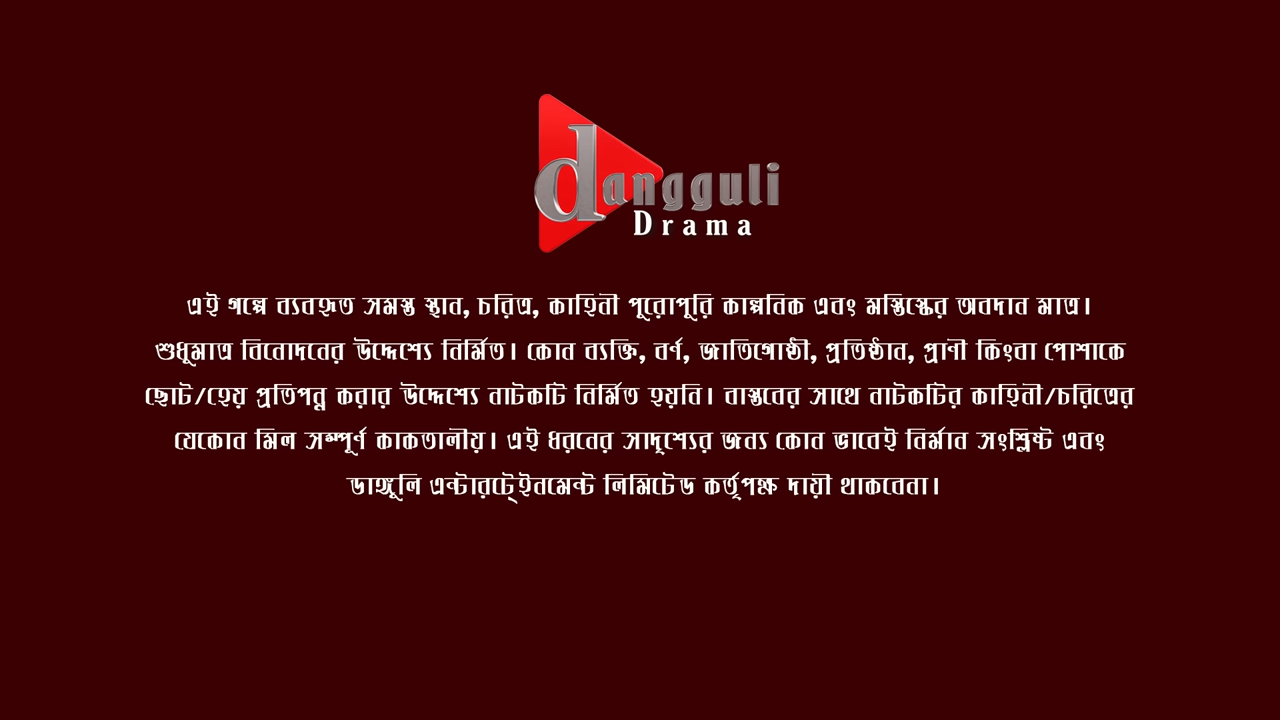 dangguli
Drama
এই গল্পে ব্যবহৃত সমস্ত স্থান, চরিত্র, কাহিনী পুরোপুরি কাল্পনিক এবং মস্তিস্কের অবদান মাত্র।
শুধুমাত্র বিনোদনের উদ্দেশ্যে নির্মিত। কোন ব্যক্তি, বর্ণ, জাতিগোষ্ঠী, প্রতিষ্ঠান, প্রাণী কিংবা পোশাকে
ছোট/হেয় প্রতিপন্ন করার উদ্দেশ্যে নাটকটি নির্মিত হয়নি। বাস্তবের সাথে নাটকটির কাহিনী/চরিত্রের
যেকোন মিল সম্পূর্ণ কাকতালীয়। এই ধরনের সাদৃশ্যের জন্য কোন ভাবেই নির্মান সংশ্লিষ্ট এবং
ডাঙ্গুলি এন্টারটে্ইনমেন্ট লিমিটেড কর্তৃপক্ষ দায়ী থাকবেনা।